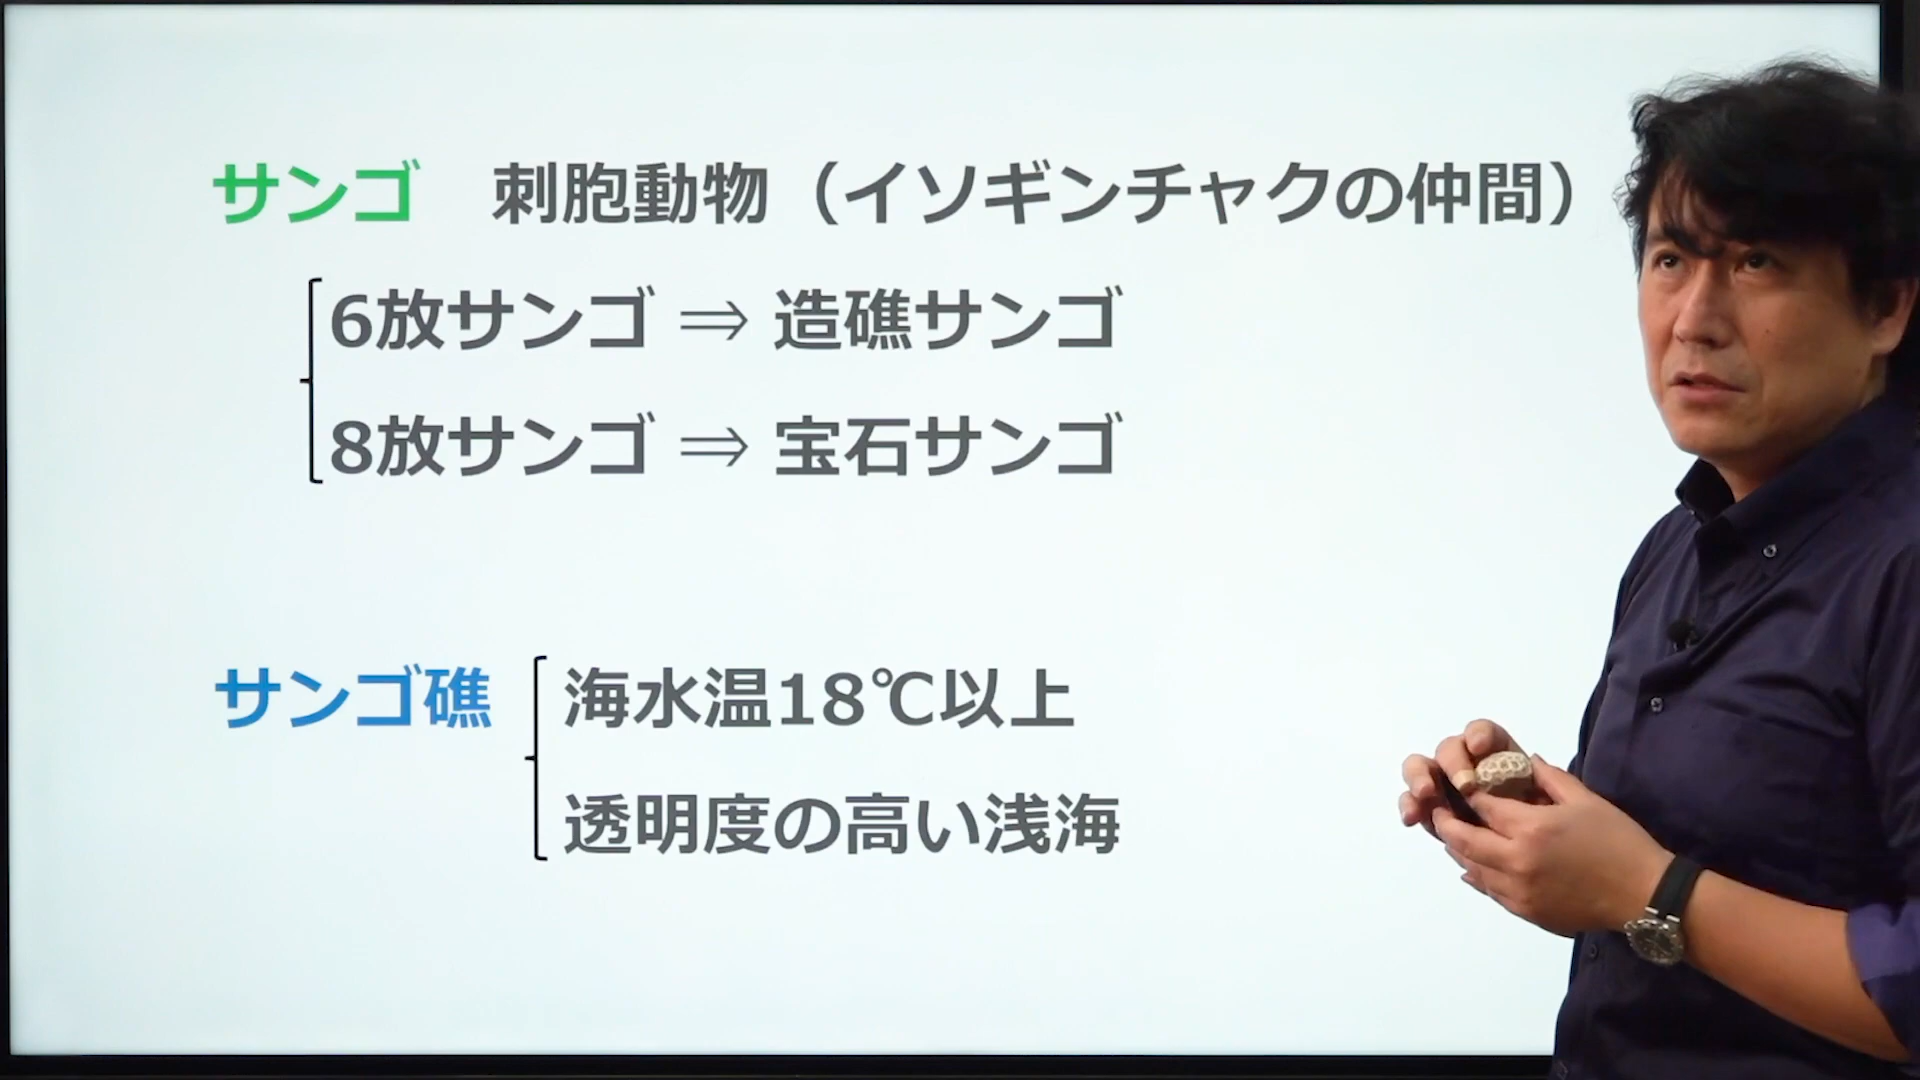 サンゴ 刺胞動物（イソギンチャクの仲間）
6放サンゴ ⇒ 造礁サンゴ
8放サンゴ ⇒ 宝石サンゴ
サンゴ礁 海水温18℃以上
透明度の高い浅海